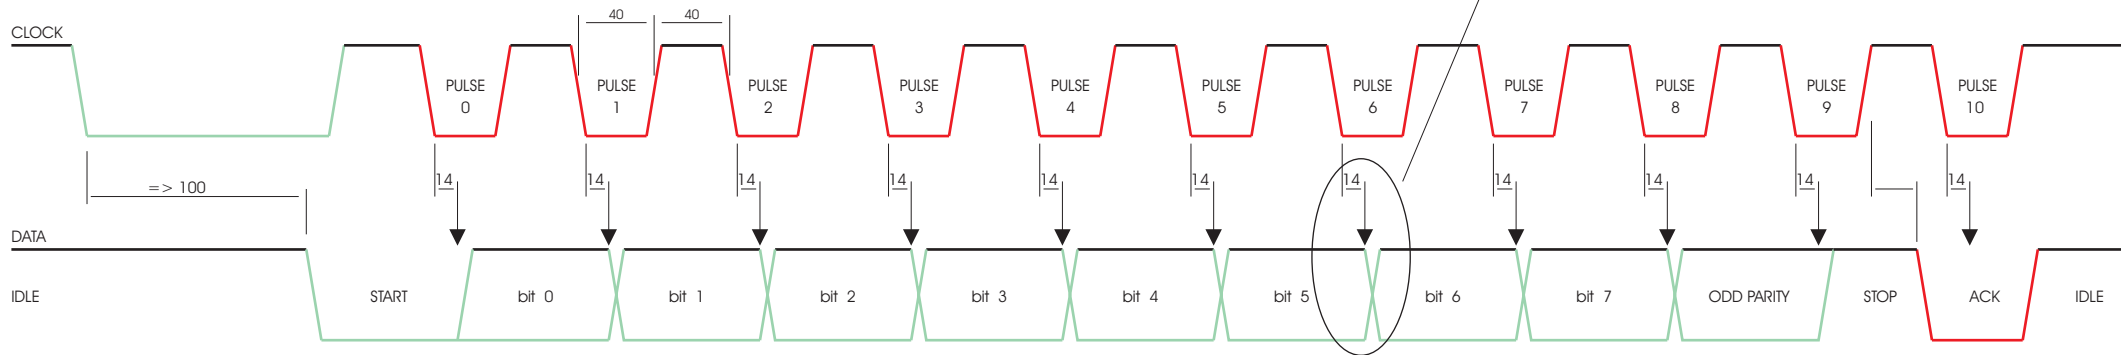 40 40
CLOCK
PULSE PULSE PULSE PULSE PULSE PULSE PULSE PULSE PULSE PULSE PULSE
0 1 2 3 4 5 6 7 8 9 10
=> 100 14 14 14 14 14 14 14 14 14 14 14
DATA
IDLE START bit 0 bit 1 bit 2 bit 3 bit 4 bit 5 bit 6 bit 7 ODD PARITY STOP ACK IDLE